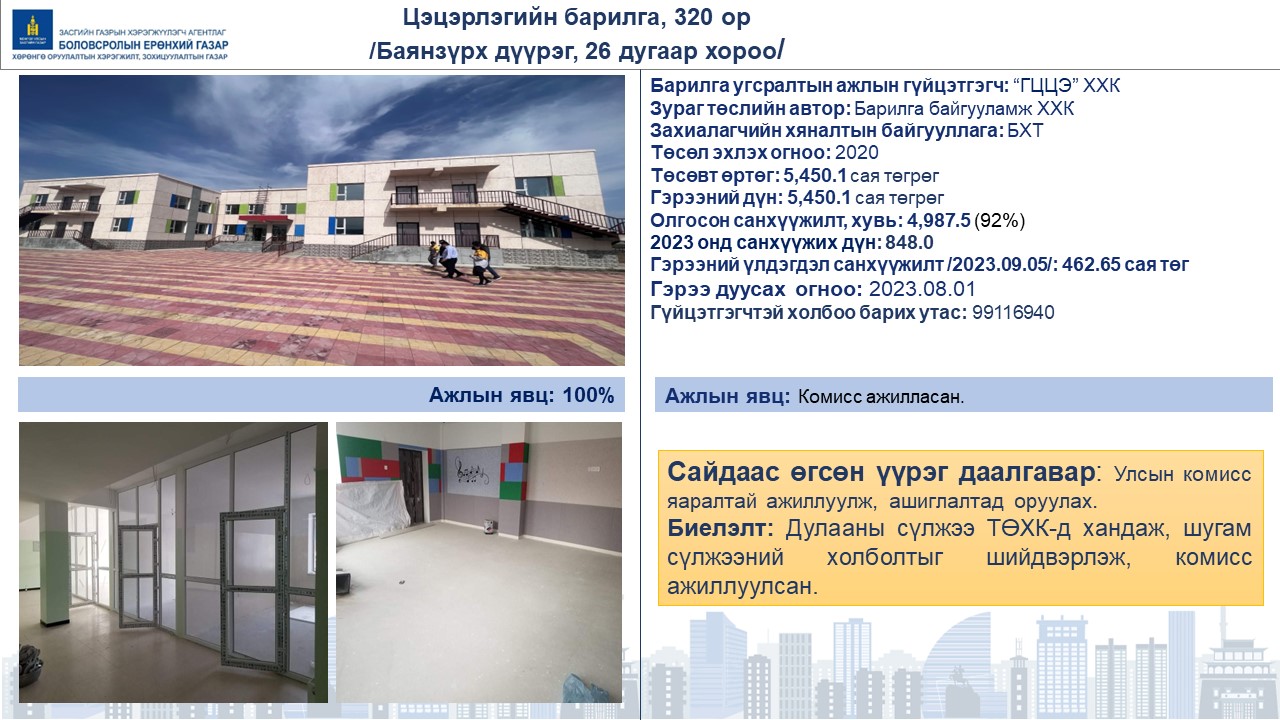 ЗАСГИЙН ГАЗРЫН ХЭРЭГЖҮҮЛЭГЧ АГЕНТЛАГ
БОЛОВСРОЛЫН ЕРӨНХИЙ ГАЗАР
ХӨРӨНГӨ ОРУУЛАЛТЫН ХЭРЭГЖИЛТ, ЗОХИЦУУЛАЛТЫН ГАЗАР
Цэцэрлэгийн барилга, 320 ор
/Баянзүрх дүүрэг, 26 дугаар хороо/
Барилга угсралтын ажлын гүйцэтгэгч: “ГЦЦЭ” ХХК
Зураг төслийн автор: Барилга байгууламж ХХК
Захиалагчийн хяналтын байгууллага: БХТ
Төсөл эхлэх огноо: 2020
Төсөвт өртөг: 5,450.1 сая төгрөг
Гэрээний дүн: 5,450.1 сая төгрөг
Олгосон санхүүжилт, хувь: 4,987.5 (92%)
2023 онд санхүүжих дүн: 848.0
Гэрээний үлдэгдэл санхүүжилт /2023.09.05/: 462.65 сая төг
Гэрээ дуусах огноо: 2023.08.01
Гүйцэтгэгчтэй холбоо барих утас: 99116940
Ажлын явц: 100%
Ажлын явц: Комисс ажилласан.
Сайдаас өгсөн үүрэг даалгавар: Улсын комисс
яаралтай ажиллуулж, ашиглалтад оруулах.
Биелэлт: Дулааны сүлжээ ТӨХК-д хандаж, шугам
сүлжээний холболтыг шийдвэрлэж, комисс
ажиллуулсан.